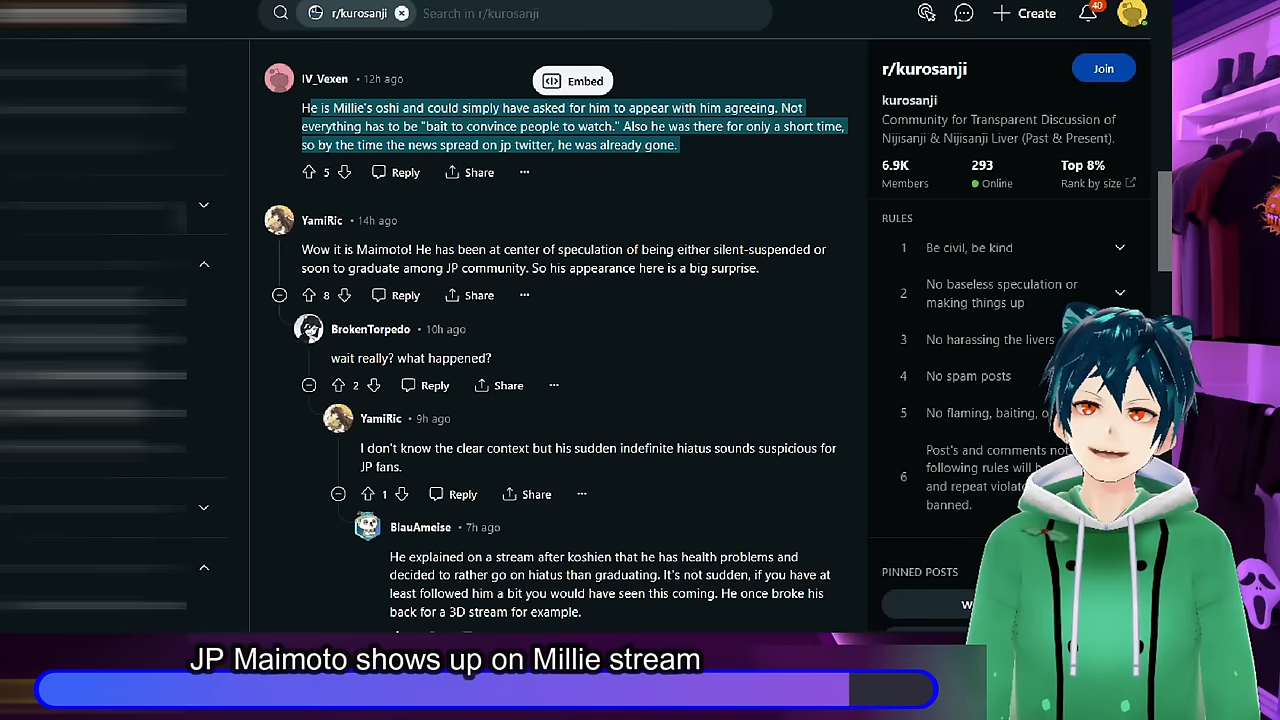 r/kurosanji
Search in r/kurosanji
Create
40
IV_Vexen • 12h ago
Embed
He is Millie's oshi and could simply have asked for him to appear with him agreeing. Not
everything has to be "bait to convince people to watch." Also he was there for only a short time,
so by the time the news spread on jp twitter, he was already gone.
5
Reply
Share
YamiRic • 14h ago
Wow it is Maimoto! He has been at center of speculation of being either silent-suspended or
soon to graduate among JP community. So his appearance here is a big surprise.
8
Reply
Share
BrokenTorpedo • 10h ago
wait really? what happened?
2
Reply
Share
YamiRic • 9h ago
I don't know the clear context but his sudden indefinite hiatus sounds suspicious for
JP fans.
1
Reply
Share
BlauAmeise • 7h ago
He explained on a stream after koshien that he has health problems and
decided to rather go on hiatus than graduating. It's not sudden, if you have at
least followed him a bit you would have seen this coming. He once broke his
back for a 3D stream for example.
r/kurosanji
Join
kurosanji
Community for Transparent Discussion of
Nijisanji & Nijisanji Liver (Past & Present).
6.9K
293
Top 8%
Members
Online
Rank by size
RULES
1 Be civil, be kind
2 No baseless speculation or
making things up
3 No harassing the livers
4 No spam posts
5 No flaming, baiting,
6 Post's and comments not
following rules will
and repeat
banned.
PINNED POSTS
JP Maimoto shows up on Millie stream